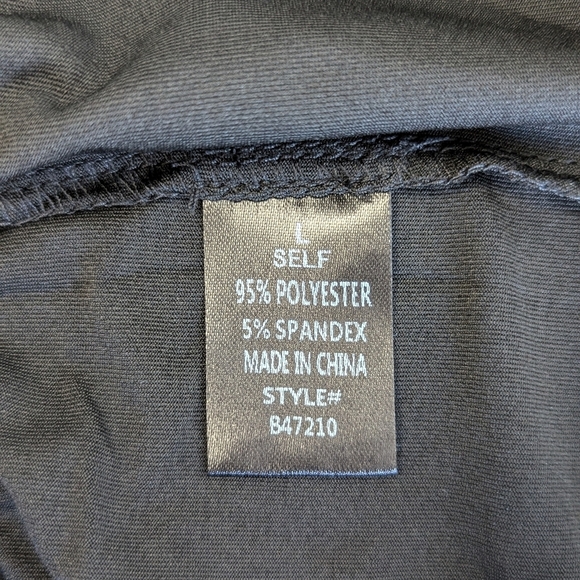 L
SELF
95% POLYESTER
5% SPANDEX
MADE IN CHINA
STYLE#
B47210